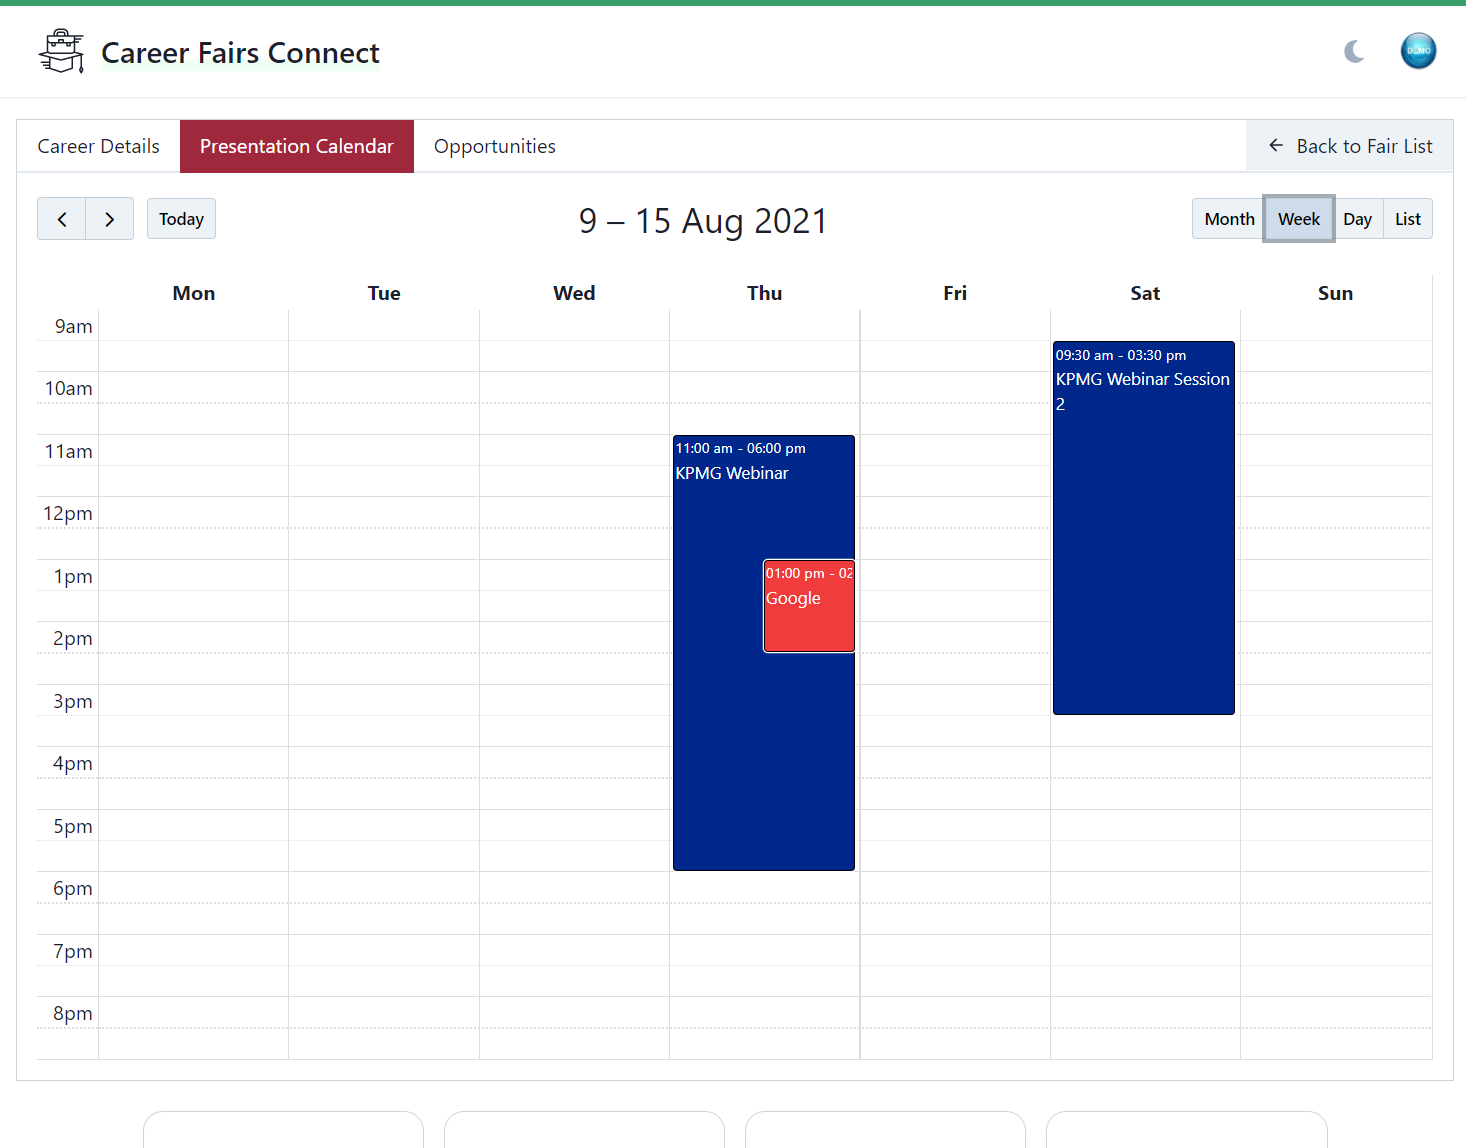 Career Fairs Connect
DEMO
Career Details
Presentation Calendar
Opportunities
← Back to Fair List
Today
9 – 15 Aug 2021
Month
Week
Day
List
Mon
Tue
Wed
Thu
Fri
Sat
Sun
9am
09:30 am - 03:30 pm
KPMG Webinar Session
2
10am
11am
11:00 am - 06:00 pm
KPMG Webinar
12pm
1pm
01:00 pm - 02
Google
2pm
3pm
4pm
5pm
6pm
7pm
8pm